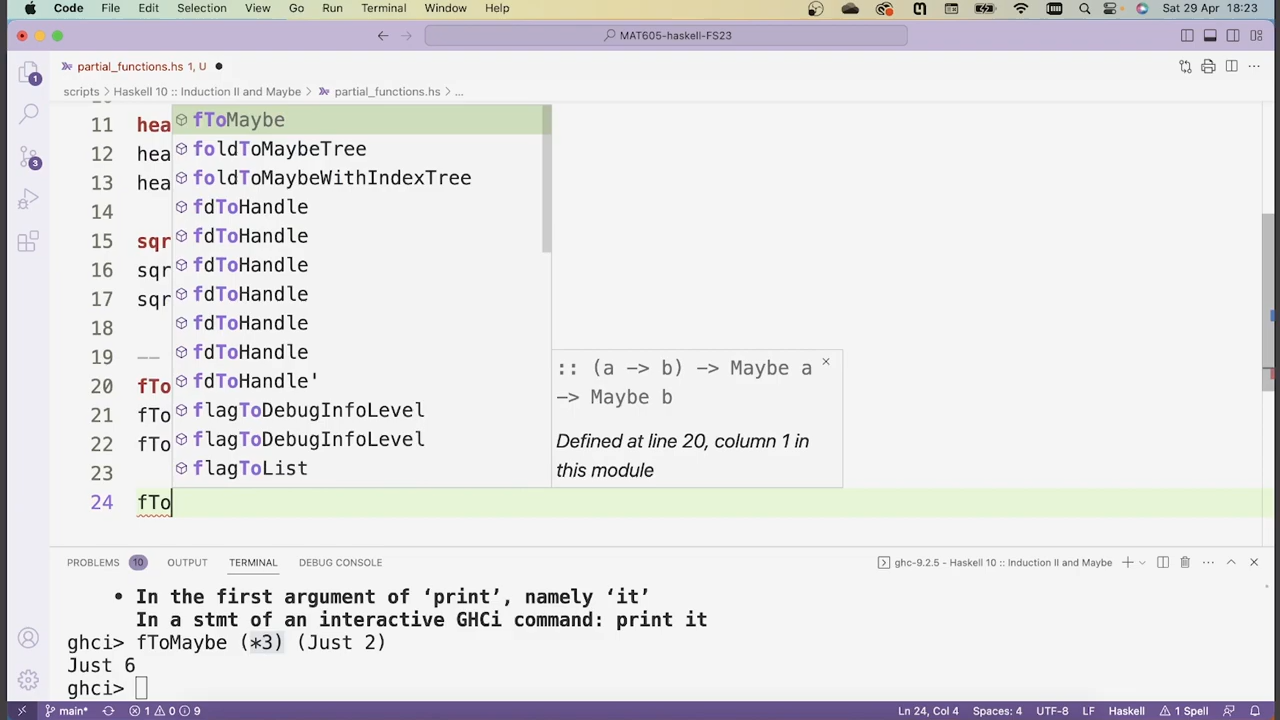 Code File Edit Selection View Go Run Terminal Window Help Sat 29 Apr 18:23
MAT605-haskell-FS23
partial_functions.hs 1, U
scripts > Haskell 10 :: Induction II and Maybe > partial_functions.hs > ...
11 hea
12 hea
13 hea
14
15 sqr
16 sqr
17 sqr
18
19 --
20 fTo
21 fTo
22 fTo
23
24 fTo
fToMaybe
foldToMaybeTree
foldToMaybeWithIndexTree
fdToHandle
fdToHandle
fdToHandle
fdToHandle
fdToHandle
fdToHandle
fdToHandle'
flagToDebugInfoLevel
flagToDebugInfoLevel
flagToList
:: (a -> b) -> Maybe a
-> Maybe b
Defined at line 20, column 1 in
this module
PROBLEMS 10 OUTPUT TERMINAL DEBUG CONSOLE ghc-9.2.5 - Haskell 10 :: Induction II and Maybe
• In the first argument of ‘print’, namely ‘it’
In a stmt of an interactive GHCi command: print it
ghci> fToMaybe (*3) (Just 2)
Just 6
ghci>
main* 1 0 9 Ln 24, Col 4 Spaces: 4 UTF-8 LF Haskell 1 Spell